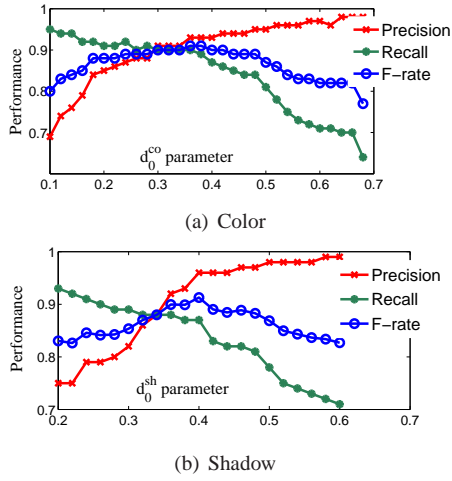 1
0.9
0.8
0.7
Performance
Precision
Recall
F-rate
d₀ᶜᵒ parameter
0.1 0.2 0.3 0.4 0.5 0.6 0.7
(a) Color
1
0.9
0.8
0.7
Performance
Precision
Recall
F-rate
d₀ˢʰ parameter
0.2 0.3 0.4 0.5 0.6 0.7
(b) Shadow